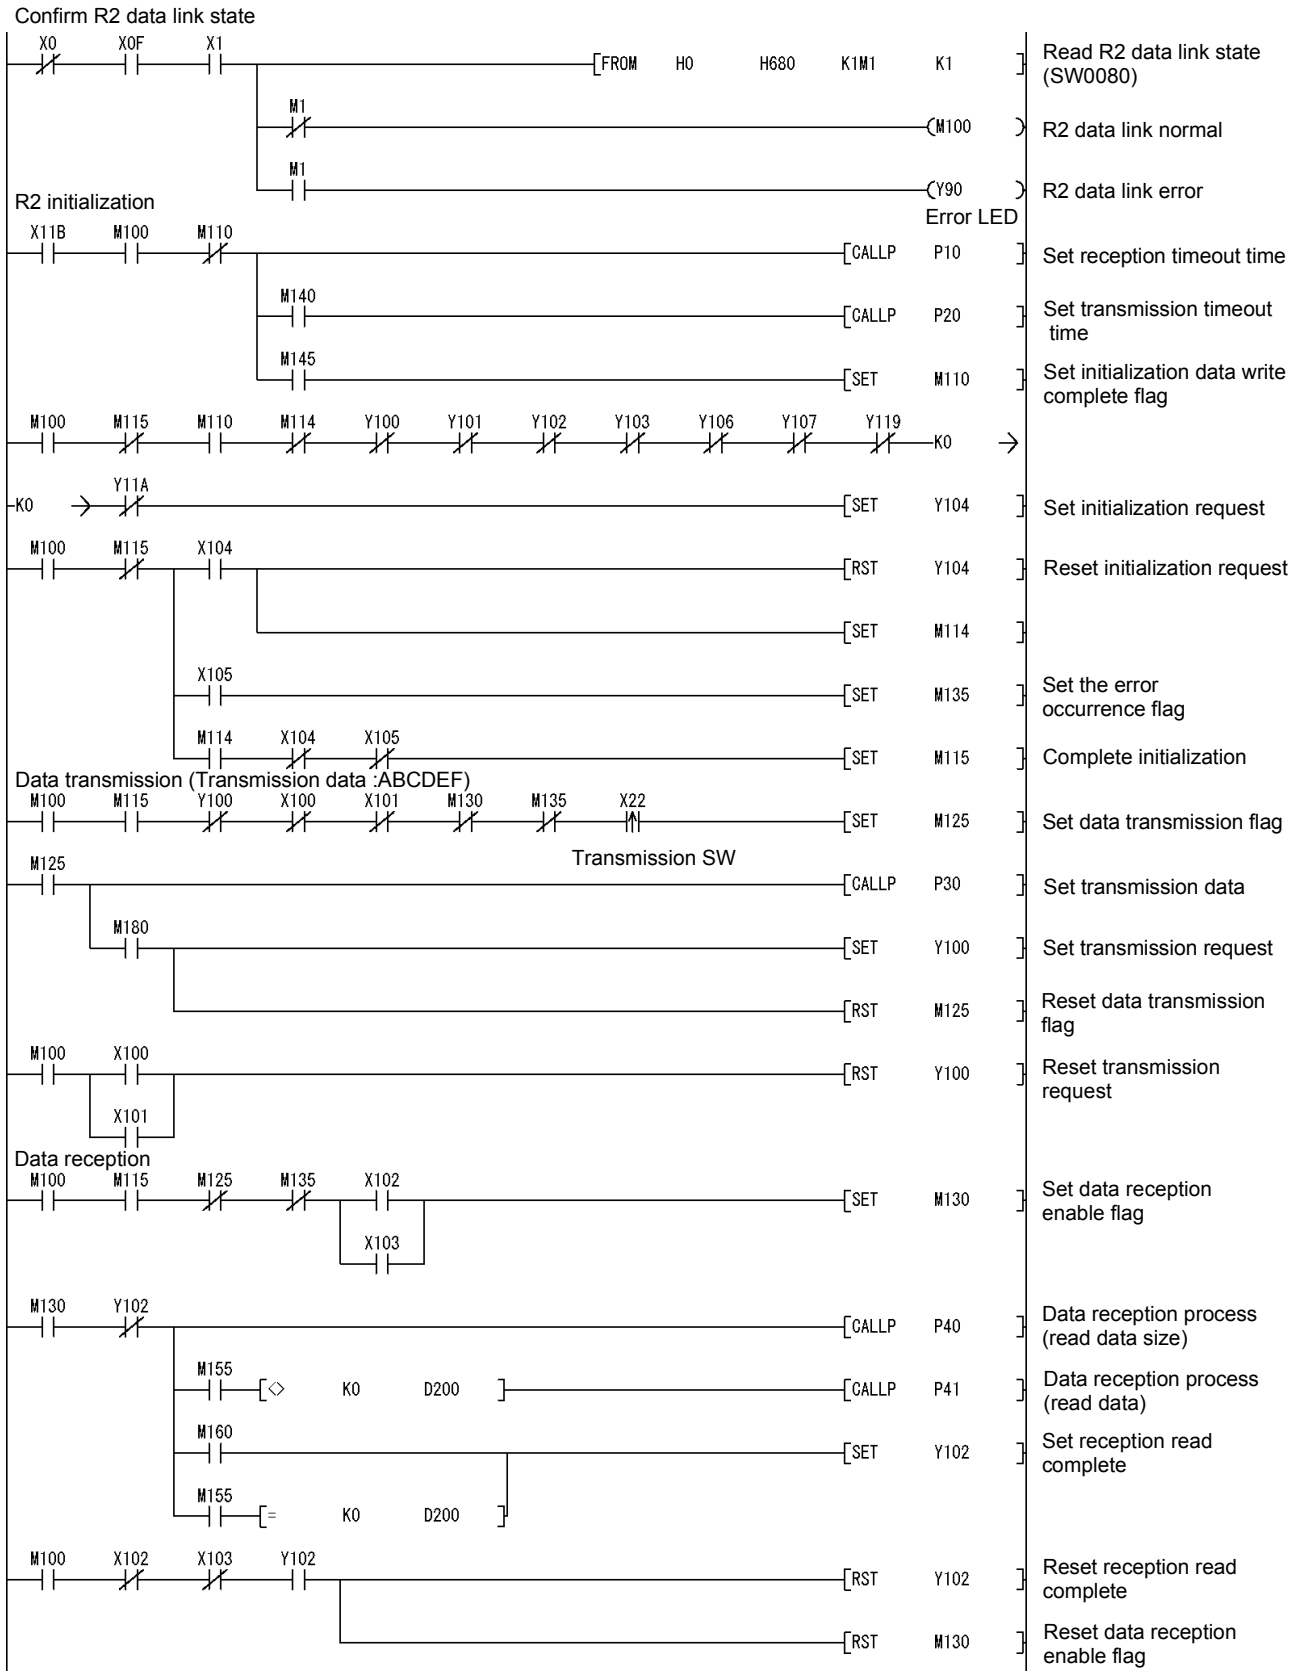 Confirm R2 data link state
X0 X0F X1
FROM H0 H680 K1M1 K1 Read R2 data link state
(SW0080)
M1
M100 R2 data link normal
M1
Y90 R2 data link error
R2 initialization
Error LED
X11B M100 M110
CALLP P10 Set reception timeout time
M140
CALLP P20 Set transmission timeout
time
M145
SET M110 Set initialization data write
complete flag
M100 M115 M110 M114 Y100 Y101 Y102 Y103 Y106 Y107 Y119
K0
Y11A
K0 SET Y104 Set initialization request
M100 M115 X104
RST Y104 Reset initialization request
SET M114
X105
SET M135 Set the error
occurrence flag
M114 X104 X105
SET M115 Complete initialization
Data transmission (Transmission data :ABCDEF)
M100 M115 Y100 X100 X101 M130 M135 X22
SET M125 Set data transmission flag
Transmission SW
M125
CALLP P30 Set transmission data
M180
SET Y100 Set transmission request
RST M125 Reset data transmission
flag
M100 X100
RST Y100 Reset transmission
request
X101
Data reception
M100 M115 M125 M135 X102
SET M130 Set data reception
enable flag
X103
M130 Y102
CALLP P40 Data reception process
(read data size)
M155
<> K0 D200 CALLP P41 Data reception process
(read data)
M160
SET Y102 Set reception read
complete
M155
= K0 D200
M100 X102 X103 Y102
RST Y102 Reset reception read
complete
RST M130 Reset data reception
enable flag